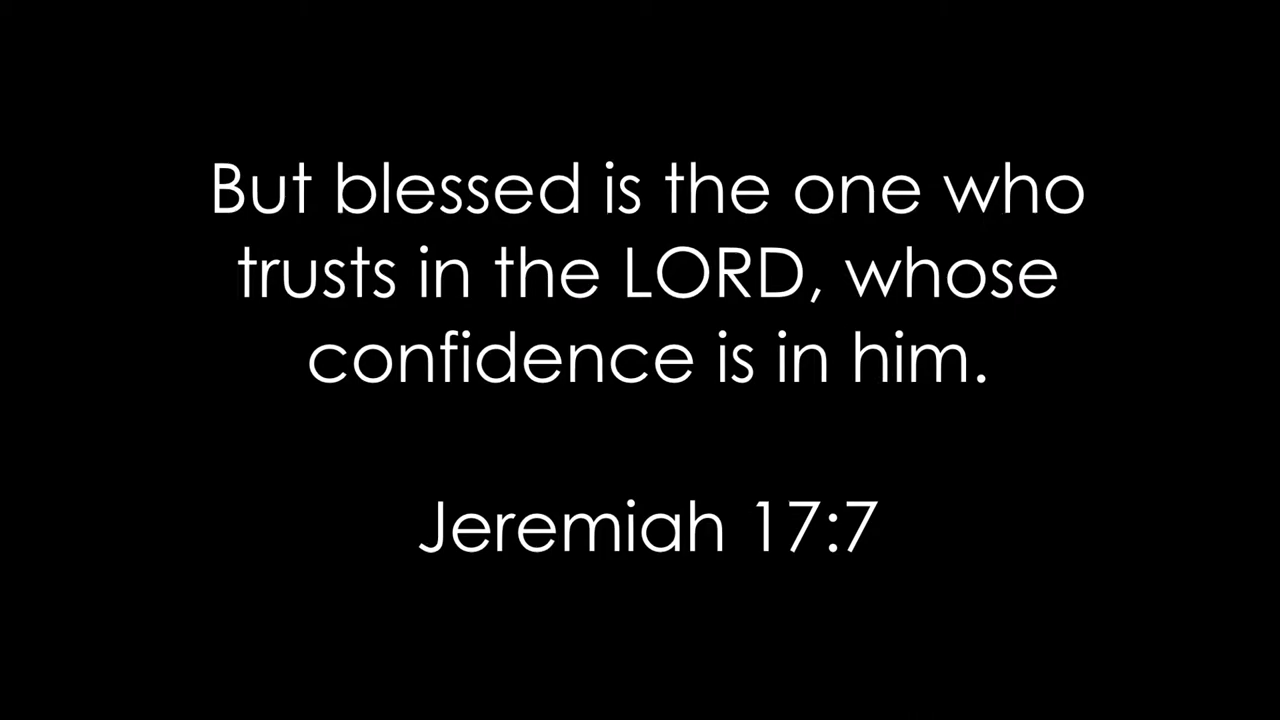 But blessed is the one who
trusts in the LORD, whose
confidence is in him.
Jeremiah 17:7